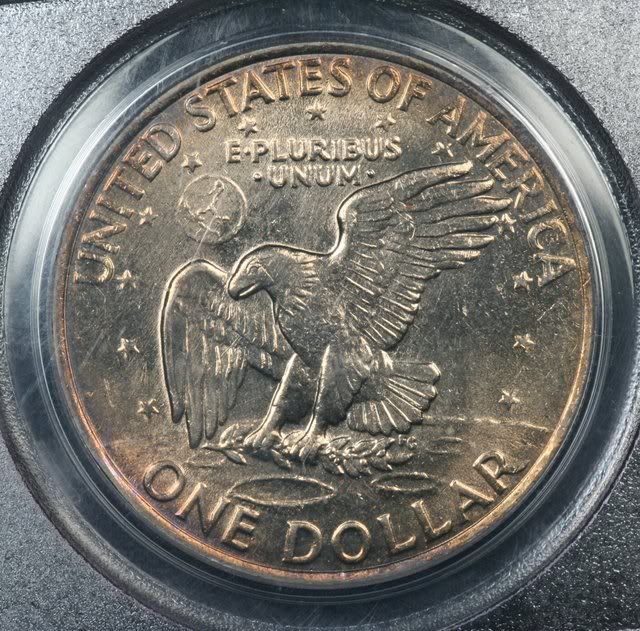 UNITED STATES OF AMERICA
E·PLURIBUS
·UNUM·
ONE DOLLAR